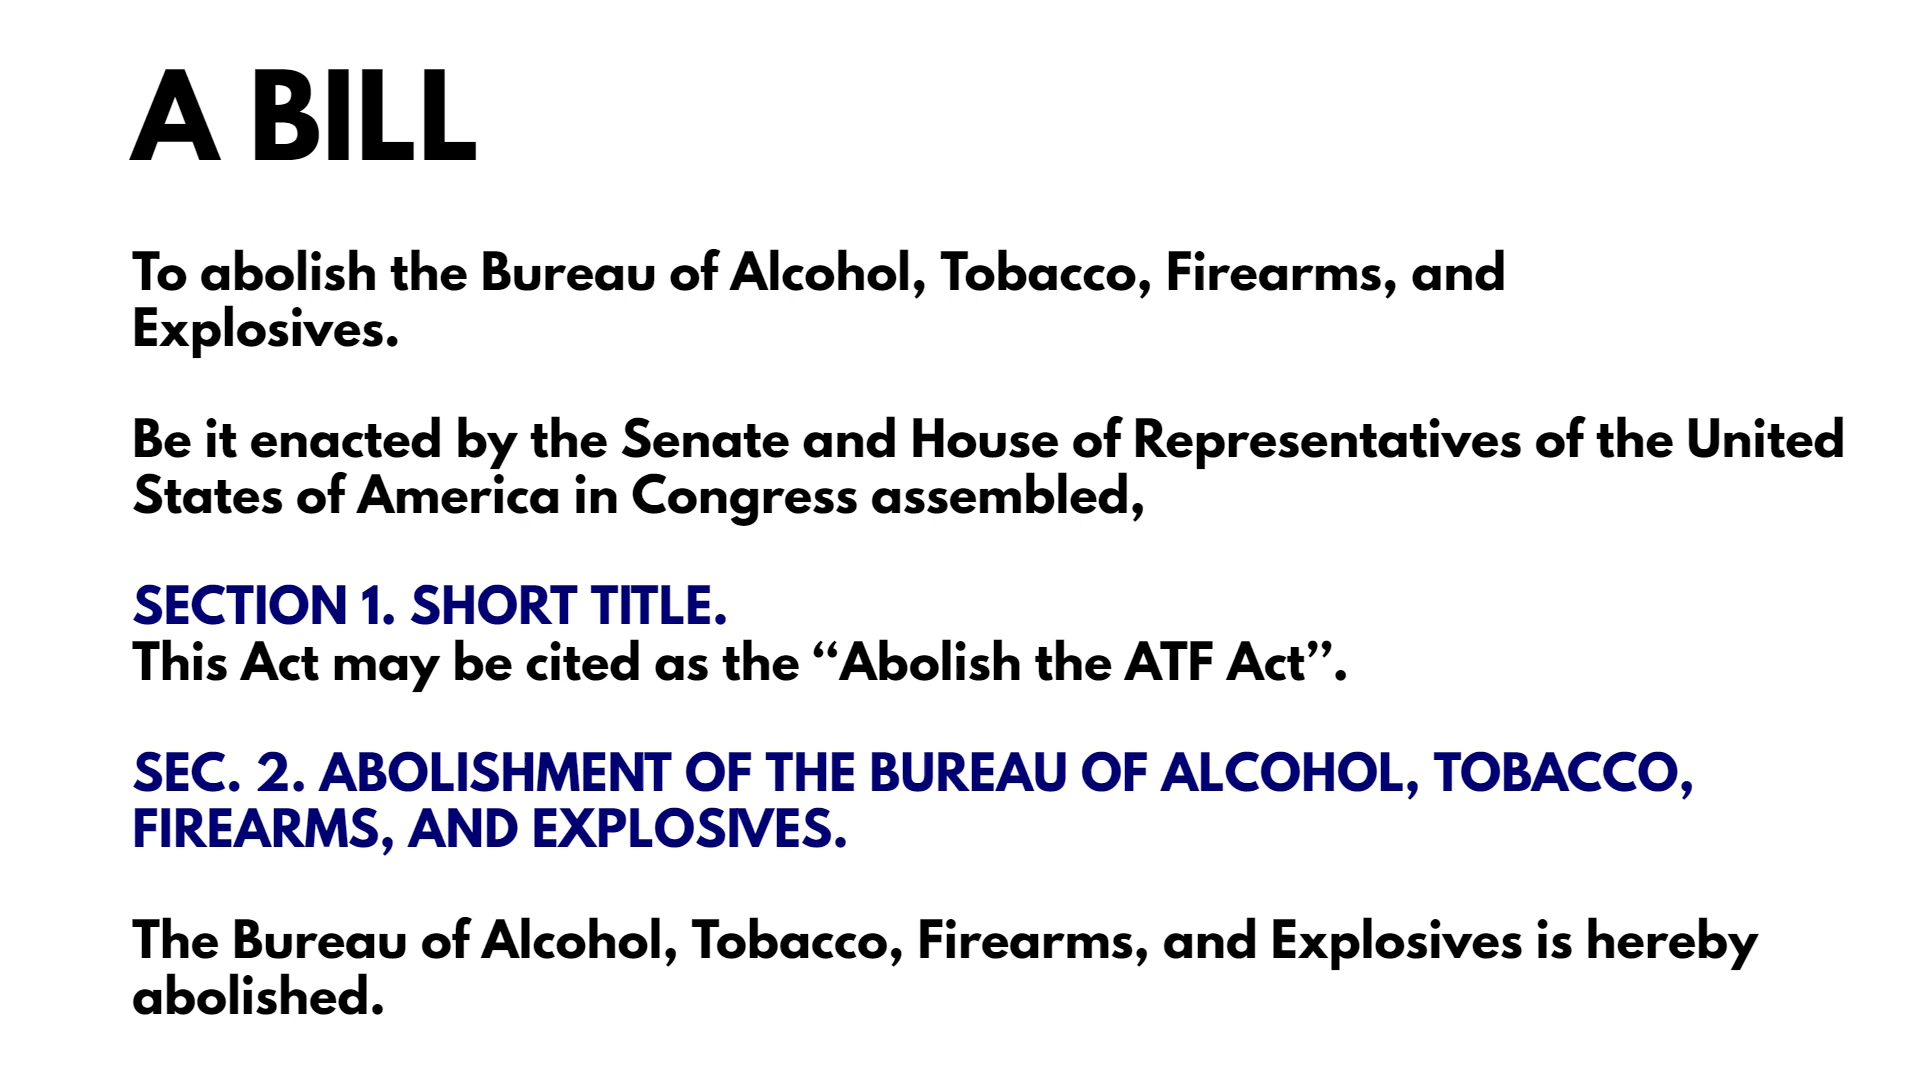 A BILL
To abolish the Bureau of Alcohol, Tobacco, Firearms, and
Explosives.
Be it enacted by the Senate and House of Representatives of the United
States of America in Congress assembled,
SECTION 1. SHORT TITLE.
This Act may be cited as the “Abolish the ATF Act”.
SEC. 2. ABOLISHMENT OF THE BUREAU OF ALCOHOL, TOBACCO,
FIREARMS, AND EXPLOSIVES.
The Bureau of Alcohol, Tobacco, Firearms, and Explosives is hereby
abolished.